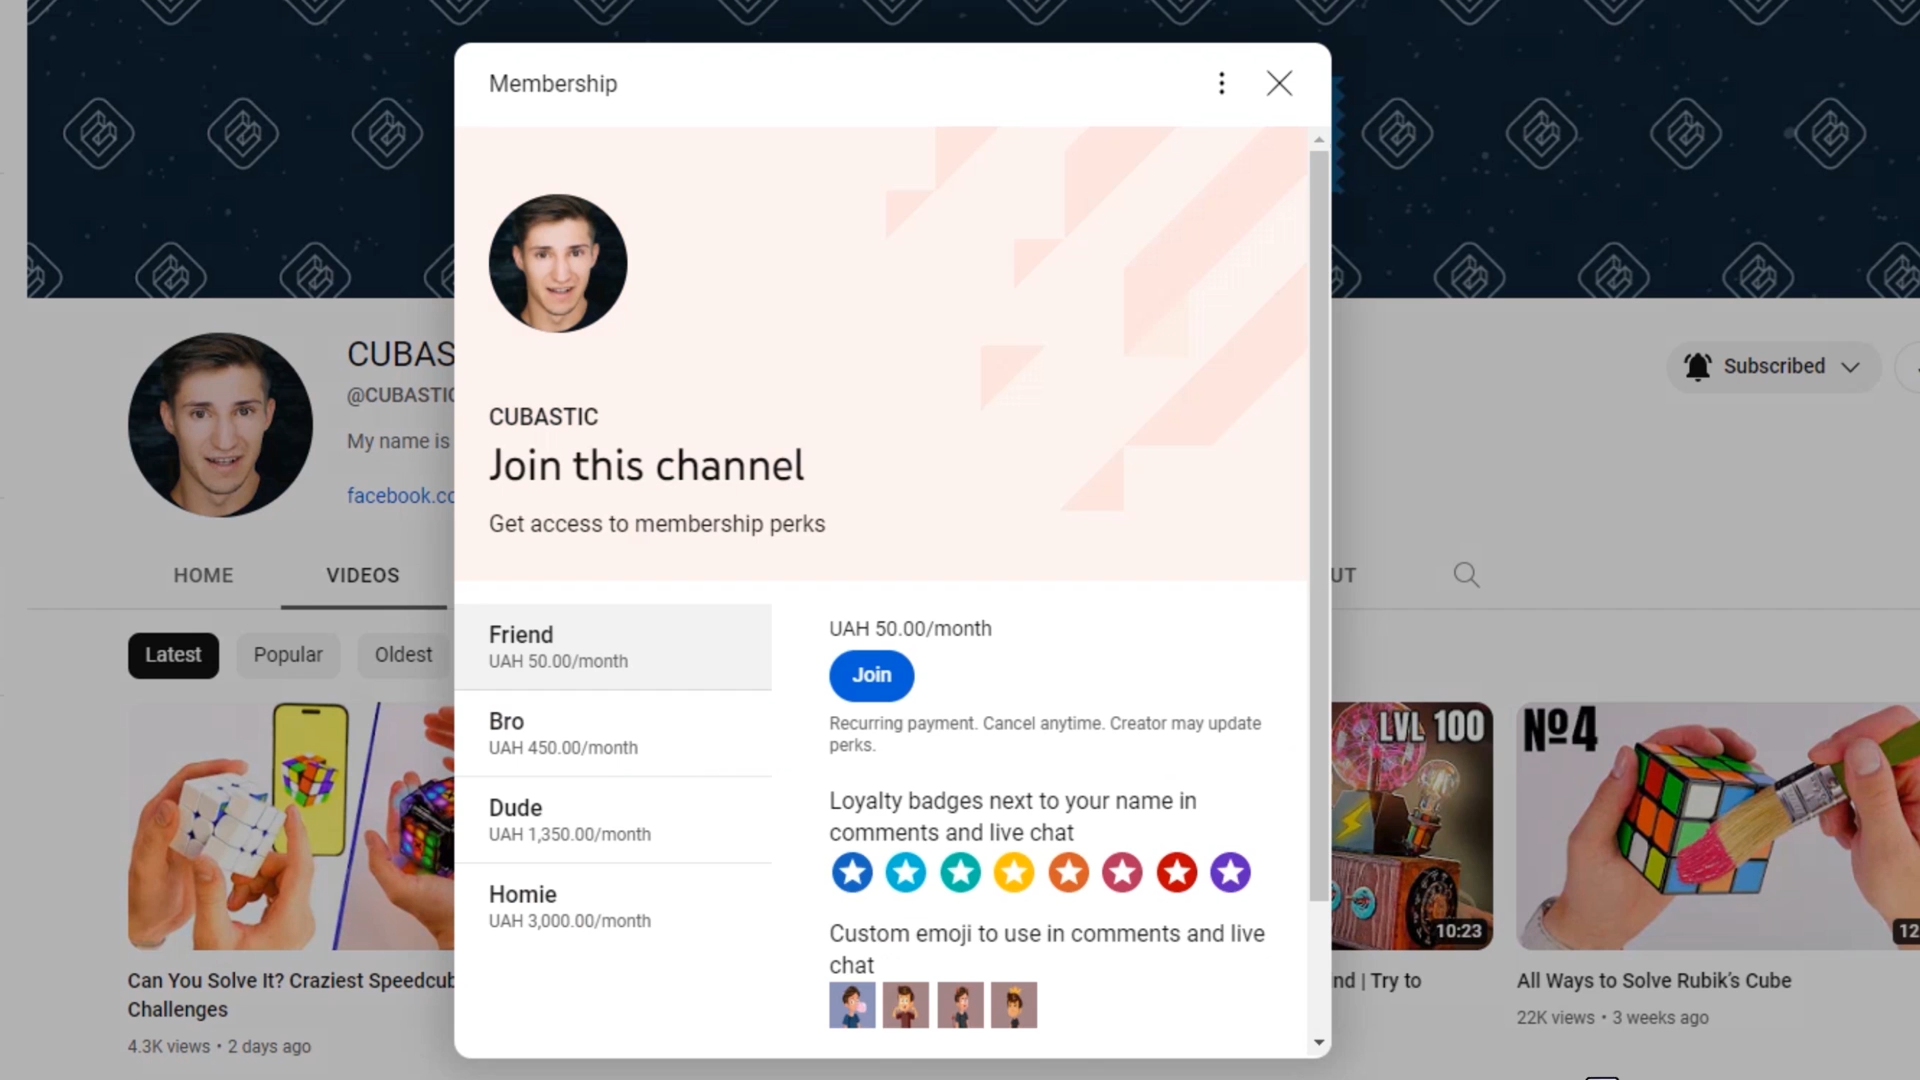 Membership
CUBASTIC
Join this channel
Get access to membership perks
Friend
UAH 50.00/month
Bro
UAH 450.00/month
Dude
UAH 1,350.00/month
Homie
UAH 3,000.00/month
UAH 50.00/month
Join
Recurring payment. Cancel anytime. Creator may update
perks.
Loyalty badges next to your name in
comments and live chat
Custom emoji to use in comments and live
chat
CUBAS
@CUBASTIC
My name is
facebook.co
Subscribed
HOME
VIDEOS
UT
Latest
Popular
Oldest
Can You Solve It? Craziest Speedcub
Challenges
4.3K views • 2 days ago
LVL 100
10:23
nd | Try to
Nº4
12
All Ways to Solve Rubik's Cube
22K views • 3 weeks ago